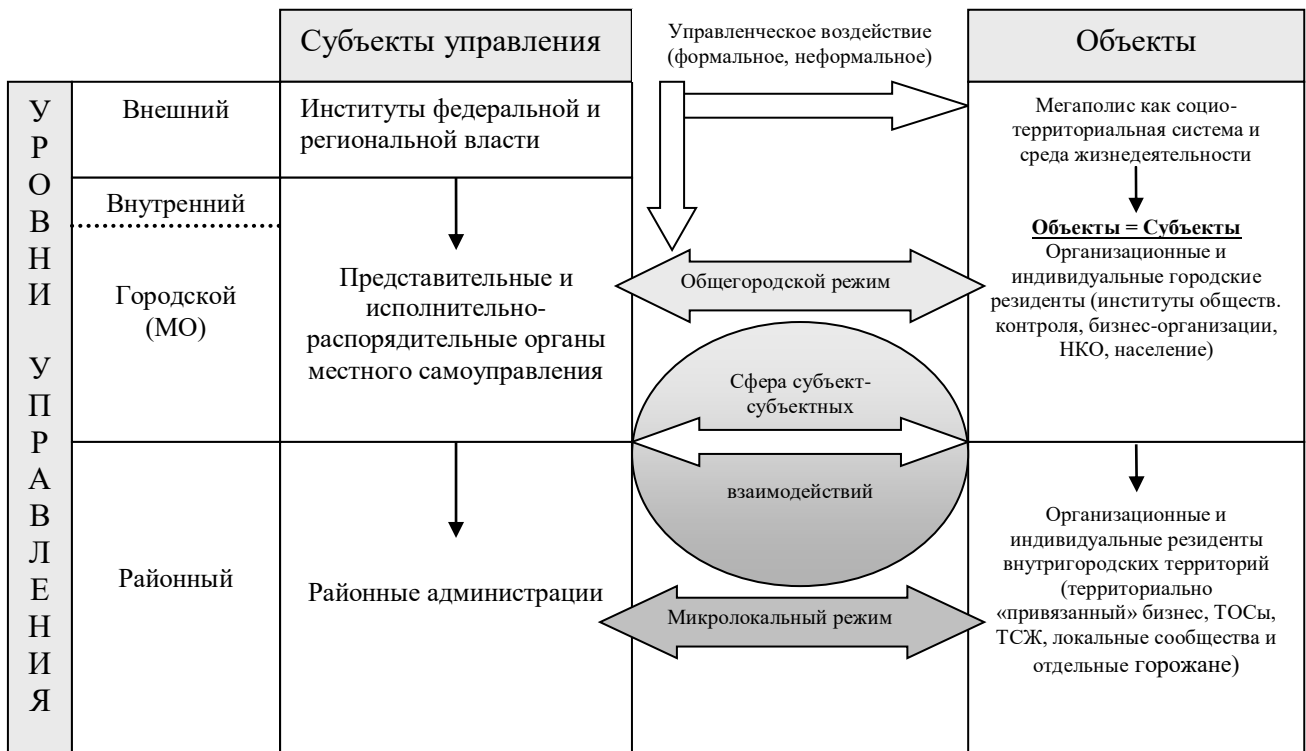 Субъекты управления
Управленческое воздействие
(формальное, неформальное)
Объекты
УРОВНИ УПРАВЛЕНИЯ
Внешний
Институты федеральной и
региональной власти
Мегаполис как социо-
территориальная система и
среда жизнедеятельности
Внутренний
Городской
(МО)
Представительные и
исполнительно-
распорядительные органы
местного самоуправления
Общегородской режим
Объекты = Субъекты
Организационные и
индивидуальные городские
резиденты (институты обществ.
контроля, бизнес-организации,
НКО, население)
Сфера субъект-
субъектных
взаимодействий
Районный
Районные администрации
Микролокальный режим
Организационные и
индивидуальные резиденты
внутригородских территорий
(территориально
«привязанный» бизнес, ТОСы,
ТСЖ, локальные сообщества и
отдельные горожане)